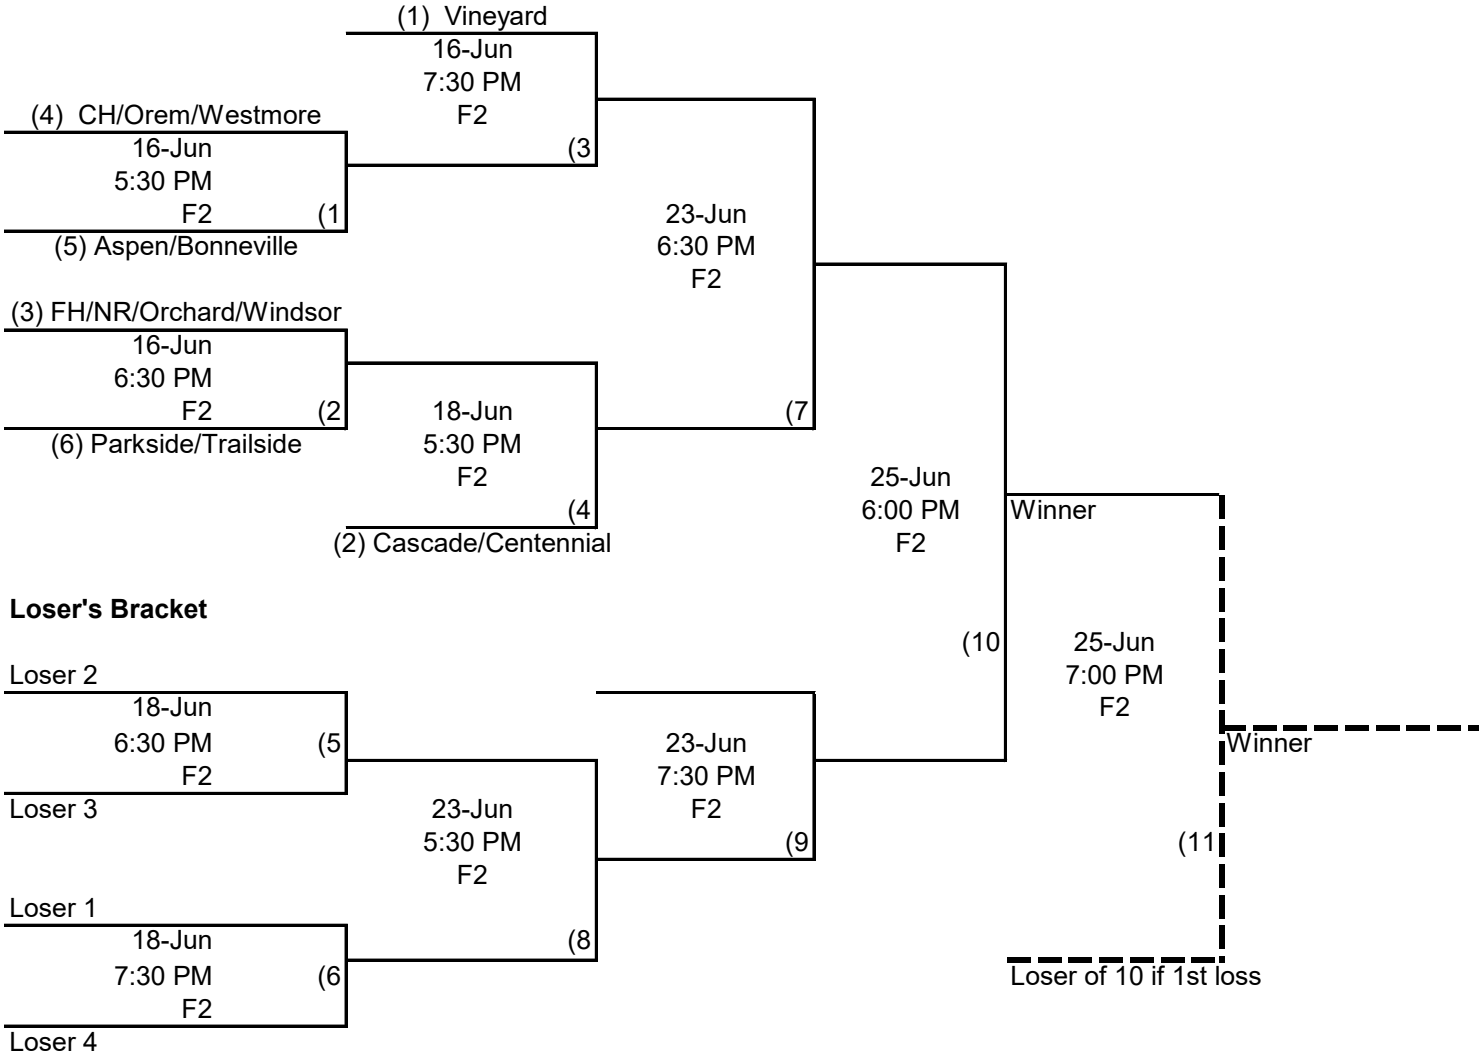 (1)  Vineyard
16-Jun
7:30 PM
F2
(3
(4)  CH/Orem/Westmore
16-Jun
5:30 PM
F2
(1
(5) Aspen/Bonneville
23-Jun
6:30 PM
F2
(7
(3) FH/NR/Orchard/Windsor
16-Jun
6:30 PM
F2
(2
(6) Parkside/Trailside
18-Jun
5:30 PM
F2
(4
(2) Cascade/Centennial
25-Jun
6:00 PM
F2
(10
Winner
Loser's Bracket
Loser 2
18-Jun
6:30 PM
(5
F2
Loser 3
23-Jun
5:30 PM
F2
(8
23-Jun
7:30 PM
F2
(9
25-Jun
7:00 PM
F2
(11
Winner
Loser 1
18-Jun
7:30 PM
(6
F2
Loser 4
Loser of 10 if 1st loss